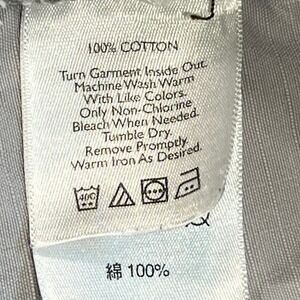 100% COTTON
Turn Garment Inside Out.
Machine Wash Warm
With Like Colors.
Only Non-Chlorine
Bleach When Needed.
Tumble Dry.
Remove Promptly
Warm Iron As Desired.
40C
綿 100%